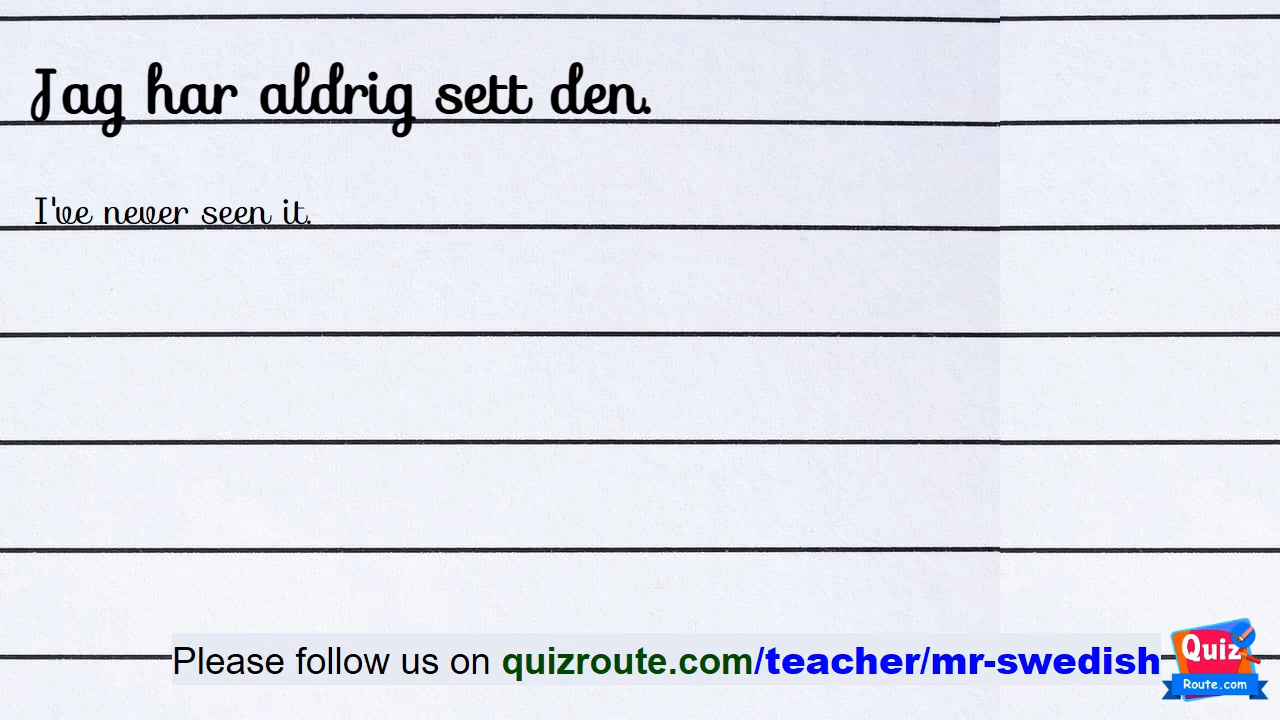 Jag har aldrig sett den.
I've never seen it.
Please follow us on quizroute.com/teacher/mr-swedish
Quiz
Route.com